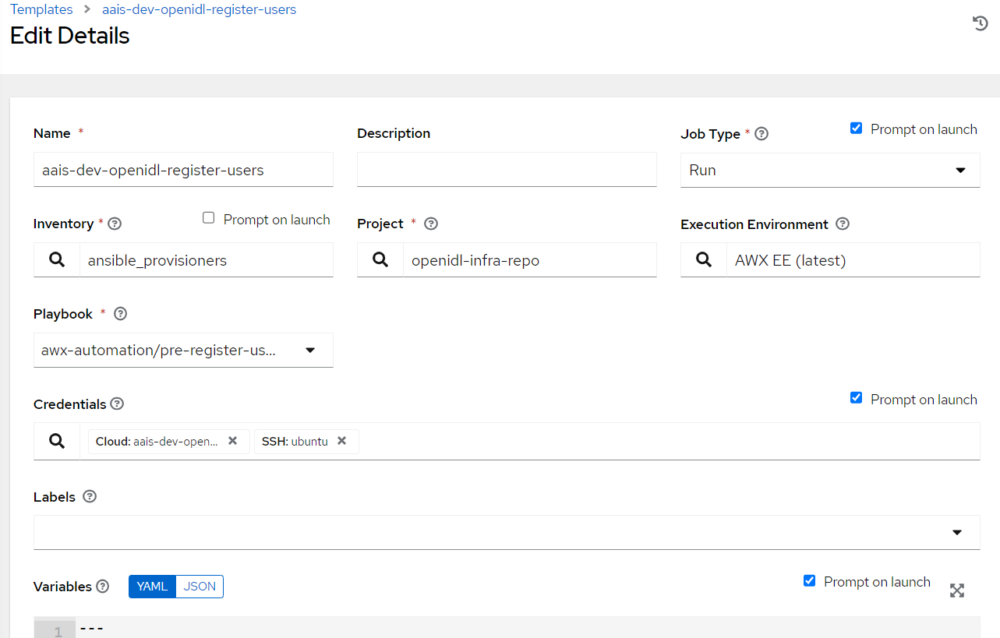 Templates > aais-dev-openidl-register-users
Edit Details
Name *
Description
Job Type * Prompt on launch
aais-dev-openidl-register-users
Run
Inventory * Prompt on launch
Project *
Execution Environment
ansible_provisioners
openidl-infra-repo
AWX EE (latest)
Playbook *
awx-automation/pre-register-us...
Credentials Prompt on launch
Cloud: aais-dev-open... SSH: ubuntu
Labels
Variables YAML JSON Prompt on launch
1 ---